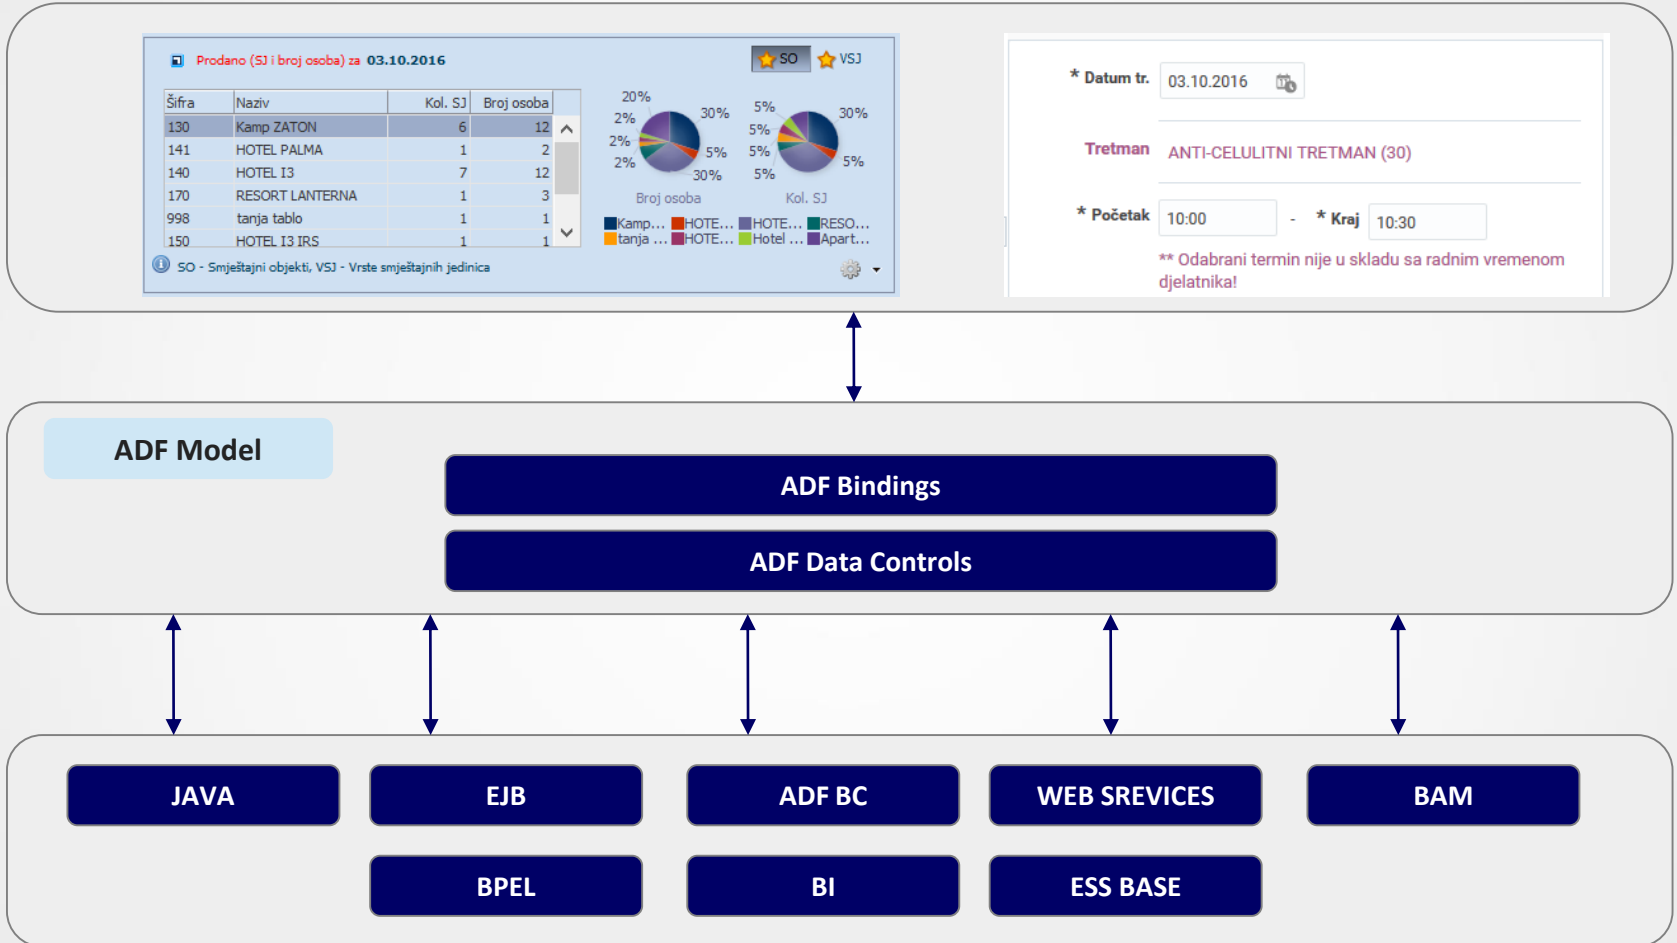 Prodano (SJ i broj osoba) za 03.10.2016
SO VSJ
Šifra Naziv Kol. SJ Broj osoba
130 Kamp ZATON 6 12
141 HOTEL PALMA 1 2
140 HOTEL I3 7 12
170 RESORT LANTERNA 1 3
998 tanja tablo 1 1
150 HOTEL I3 IRS 1 1
20%
2%
2%
2%
30%
5%
30%
Broj osoba
5%
5%
5%
5%
30%
5%
Kol. SJ
Kamp... HOTE... HOTE... RESO...
tanja ... HOTE... Hotel ... Apart...
SO - Smještajni objekti, VSJ - Vrste smještajnih jedinica
* Datum tr. 03.10.2016
Tretman ANTI-CELULITNI TRETMAN (30)
* Početak 10:00 - * Kraj 10:30
** Odabrani termin nije u skladu sa radnim vremenom
djelatnika!
ADF Model
ADF Bindings
ADF Data Controls
JAVA EJB ADF BC WEB SREVICES BAM
BPEL BI ESS BASE